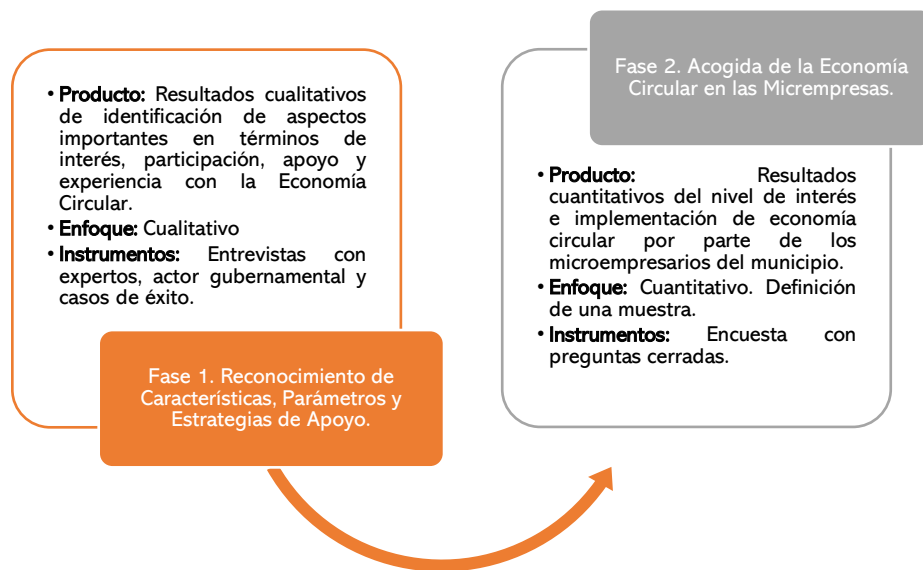 • Producto: Resultados cualitativos
de identificación de aspectos
importantes en términos de
interés, participación, apoyo y
experiencia con la Economía
Circular.
• Enfoque: Cualitativo
• Instrumentos: Entrevistas con
expertos, actor gubernamental y
casos de éxito.
Fase 1. Reconocimiento de
Características, Parámetros y
Estrategias de Apoyo.
Fase 2. Acogida de la Economía
Circular en las Micrempresas.
• Producto: Resultados
cuantitativos del nivel de interés
e implementación de economía
circular por parte de los
microempresarios del municipio.
• Enfoque: Cuantitativo. Definición
de una muestra.
• Instrumentos: Encuesta con
preguntas cerradas.